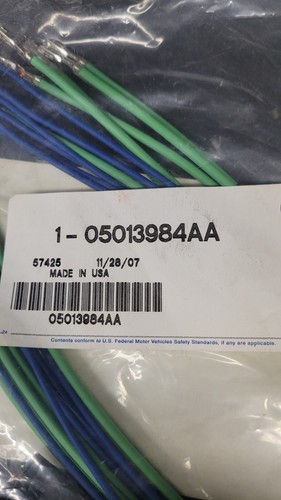 1- 05013984AA
57425 11/28/07
MADE IN USA
05013984AA
Contents conform to U.S. Federal Motor Vehicles Safety Standards, if any are applicable.